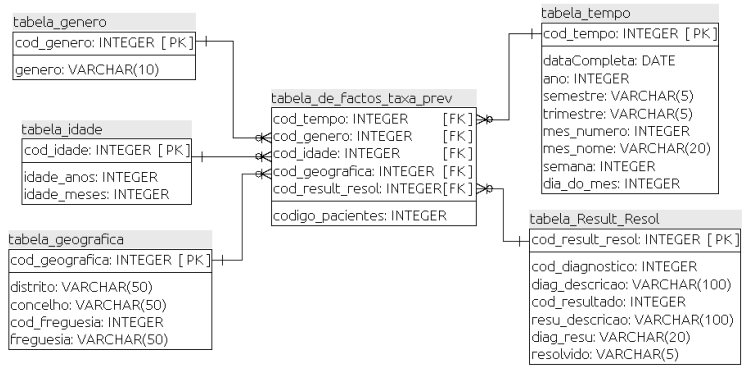 tabela_genero
cod_genero: INTEGER [ PK ]
genero: VARCHAR(10)
tabela_idade
cod_idade: INTEGER [ PK ]
idade_anos: INTEGER
idade_meses: INTEGER
tabela_geografica
cod_geografica: INTEGER [ PK ]
distrito: VARCHAR(50)
concelho: VARCHAR(50)
cod_freguesia: INTEGER
freguesia: VARCHAR(50)
tabela_de_factos_taxa_prev
cod_tempo: INTEGER [FK]
cod_genero: INTEGER [FK]
cod_idade: INTEGER [FK]
cod_geografica: INTEGER [FK]
cod_result_resol: INTEGER[FK]
codigo_pacientes: INTEGER
tabela_tempo
cod_tempo: INTEGER [ PK ]
dataCompleta: DATE
ano: INTEGER
semestre: VARCHAR(5)
trimestre: VARCHAR(5)
mes_numero: INTEGER
mes_nome: VARCHAR(20)
semana: INTEGER
dia_do_mes: INTEGER
tabela_Result_Resol
cod_result_resol: INTEGER [ PK ]
cod_diagnostico: INTEGER
diag_descricao: VARCHAR(100)
cod_resultado: INTEGER
resu_descricao: VARCHAR(100)
diag_resu: VARCHAR(20)
resolvido: VARCHAR(5)